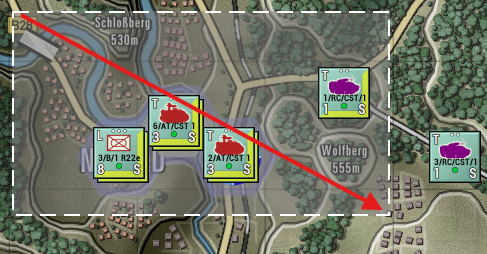 928
Schloßberg
530m
T
1/RC/CST/1
1 S
T
6/AT/CST 1
3 S
L
3/B/1 R22e
8 S
T
2/AT/CST 1
3 S
Wolfberg
555m
T
3/RC/CST/1
1 S